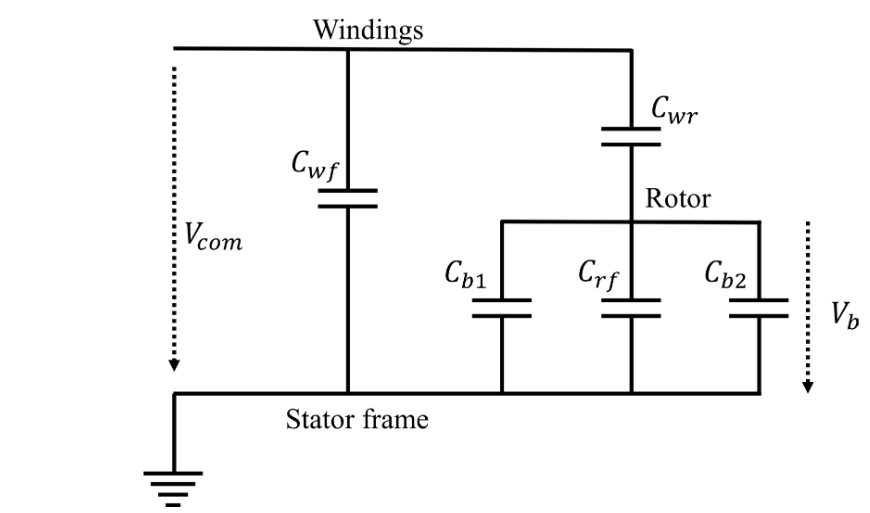 Windings
C_wr
C_wf
Rotor
V_com
C_b1
C_rf
C_b2
V_b
Stator frame